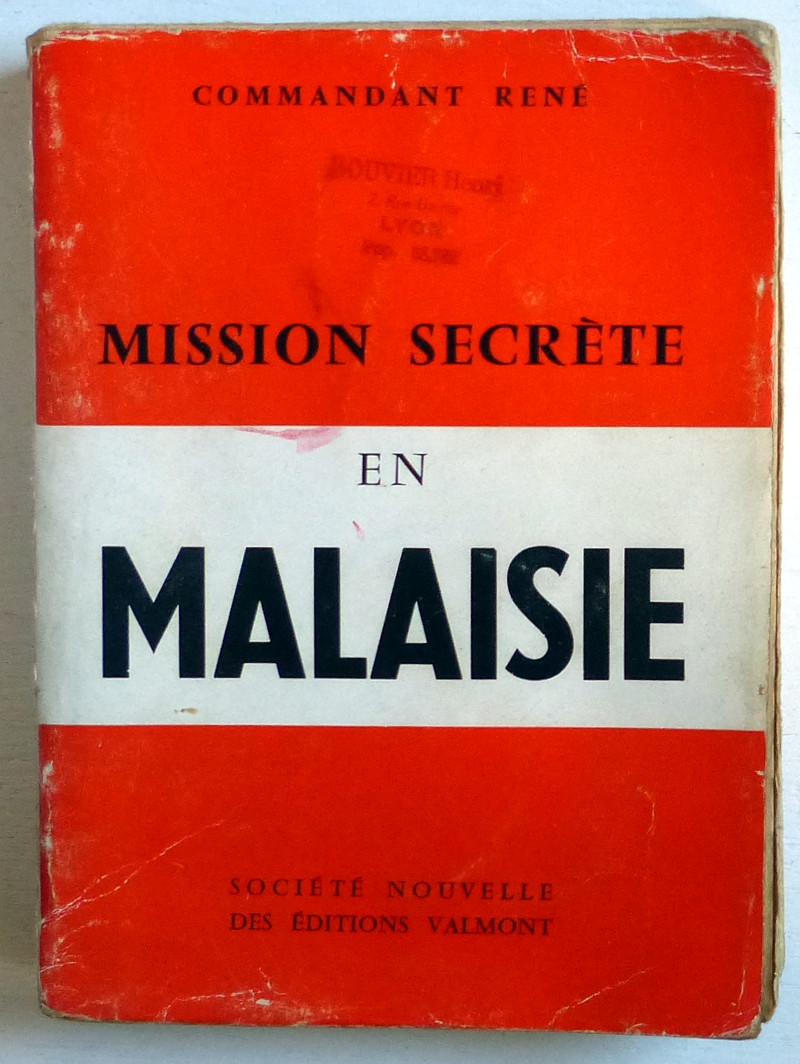 COMMANDANT RENÉ
BOUVIER Henri
LYON
MISSION SECRÈTE
EN
MALAISIE
SOCIÉTÉ NOUVELLE
DES ÉDITIONS VALMONT